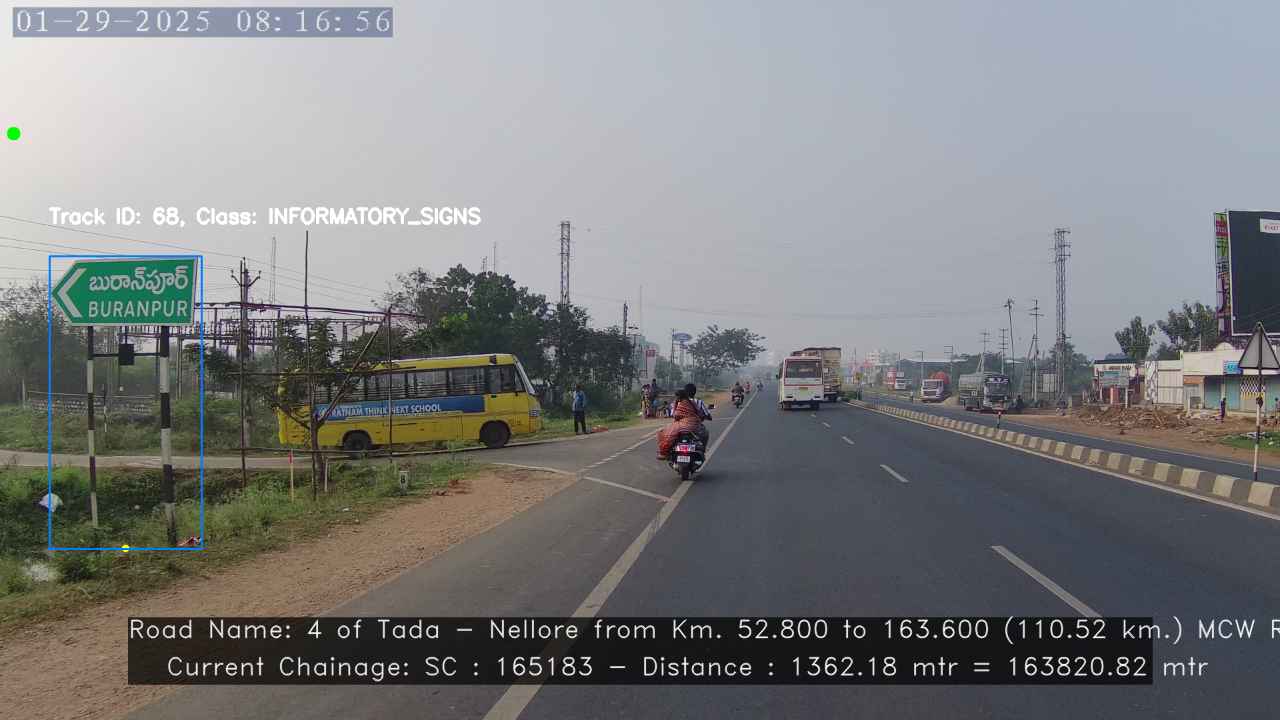 01-29-2025 08:16:56
Track ID: 68, Class: INFORMATORY_SIGNS
బురాన్‌పూర్
BURANPUR
RATNAM THINK NEXT SCHOOL
8
Road Name: 4 of Tada - Nellore from Km. 52.800 to 163.600 (110.52 km.) MCW R
Current Chainage: SC : 165183 - Distance : 1362.18 mtr = 163820.82 mtr